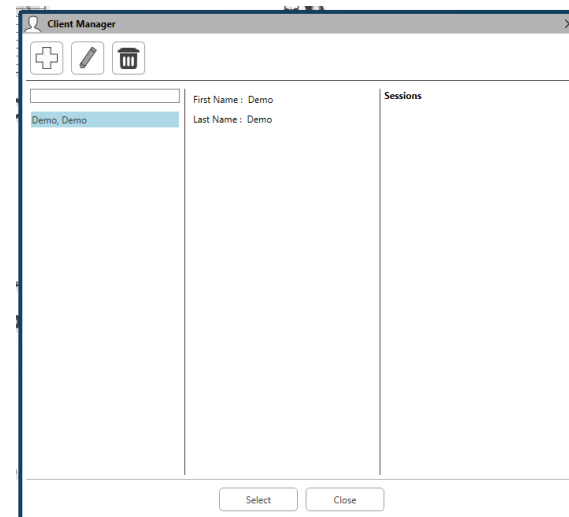 Client Manager
Demo, Demo
First Name : Demo
Last Name : Demo
Sessions
Select
Close